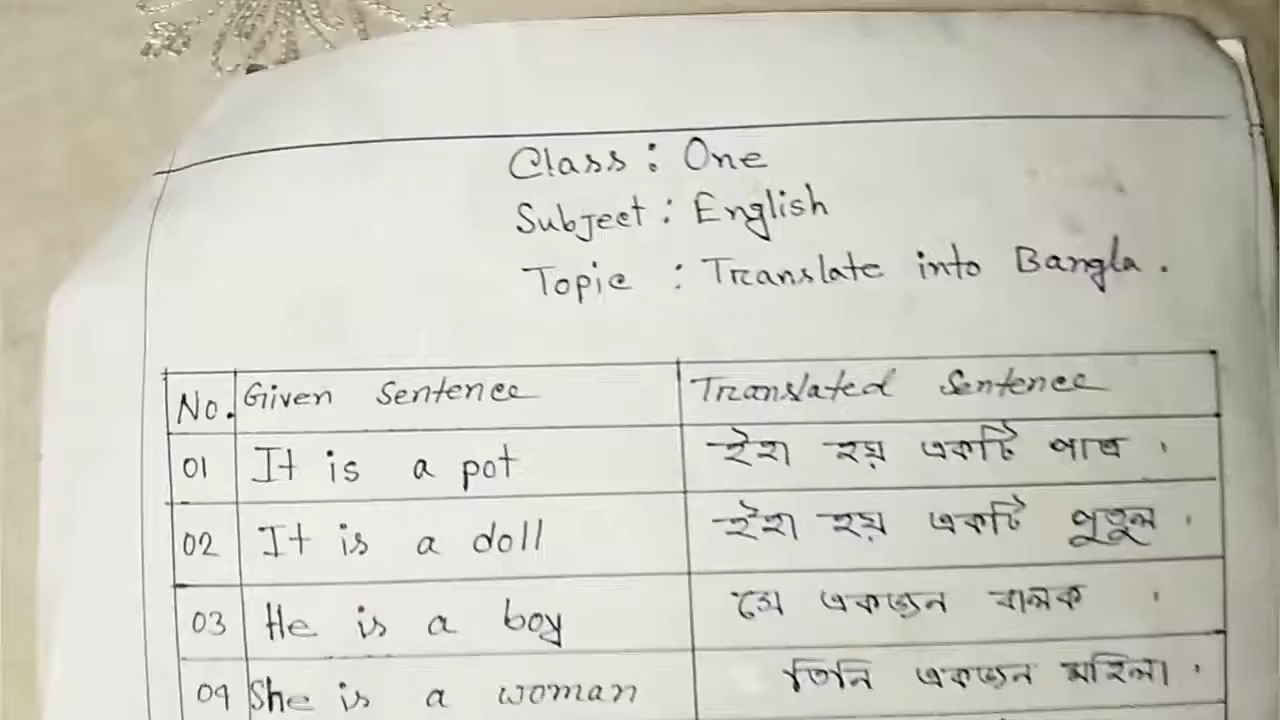 Class : One
Subject : English
Topic : Translate into Bangla.
No. Given Sentence Translated Sentence
01 It is a pot ইহা হয় একটি পাত্র ।
02 It is a doll ইহা হয় একটি পুতুল ।
03 He is a boy সে একজন বালক ।
04 She is a woman তিনি একজন মহিলা ।